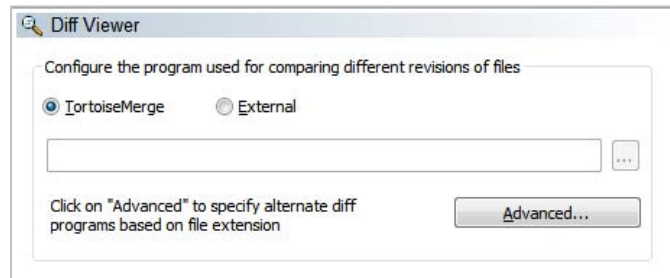 Diff Viewer
Configure the program used for comparing different revisions of files
TortoiseMerge External
...
Click on "Advanced" to specify alternate diff
programs based on file extension
Advanced...